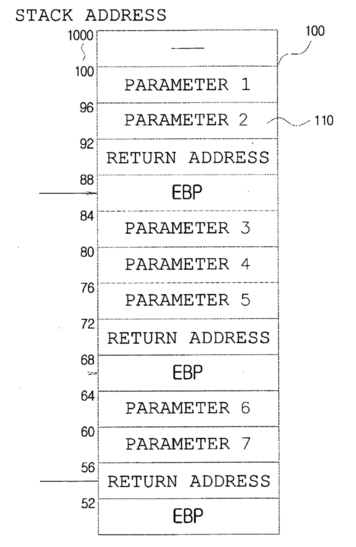 STACK ADDRESS
1000
100
100
PARAMETER 1
96
PARAMETER 2
110
92
RETURN ADDRESS
88
EBP
84
PARAMETER 3
80
PARAMETER 4
76
PARAMETER 5
72
RETURN ADDRESS
68
EBP
64
PARAMETER 6
60
PARAMETER 7
56
RETURN ADDRESS
52
EBP